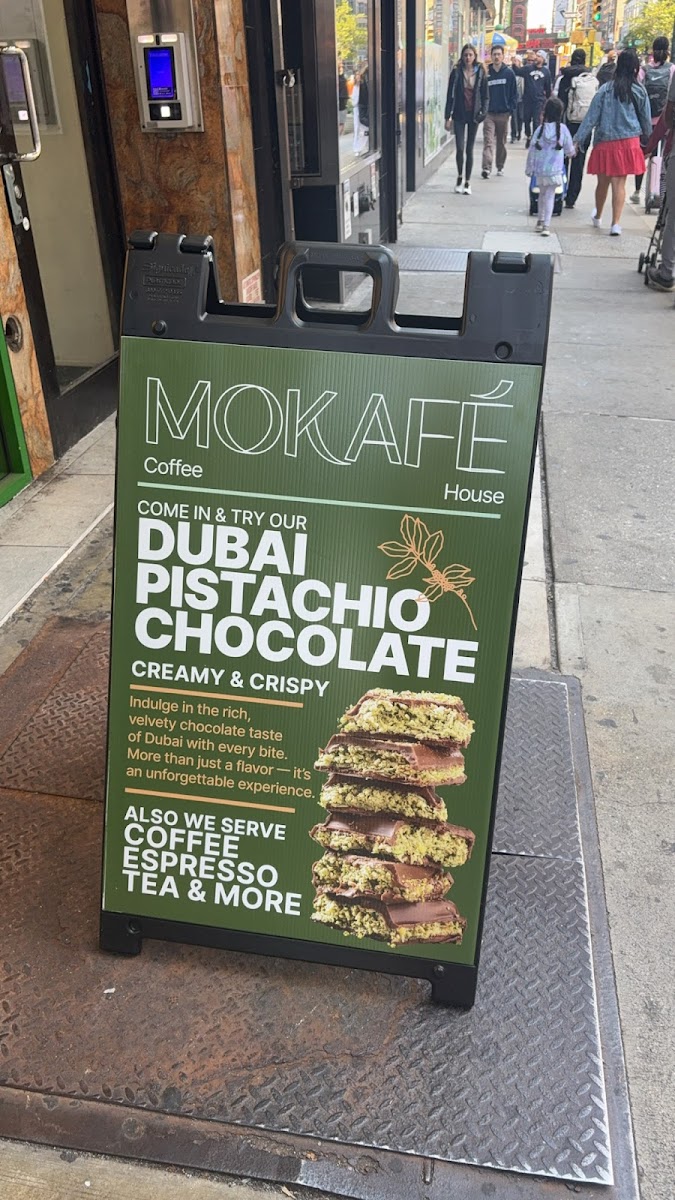 MOKAFÉ
Coffee
House
COME IN & TRY OUR
DUBAI
PISTACHIO
CHOCOLATE
CREAMY & CRISPY
Indulge in the rich,
velvety chocolate taste
of Dubai with every bite.
More than just a flavor — it's
an unforgettable experience.
ALSO WE SERVE
COFFEE
ESPRESSO
TEA & MORE